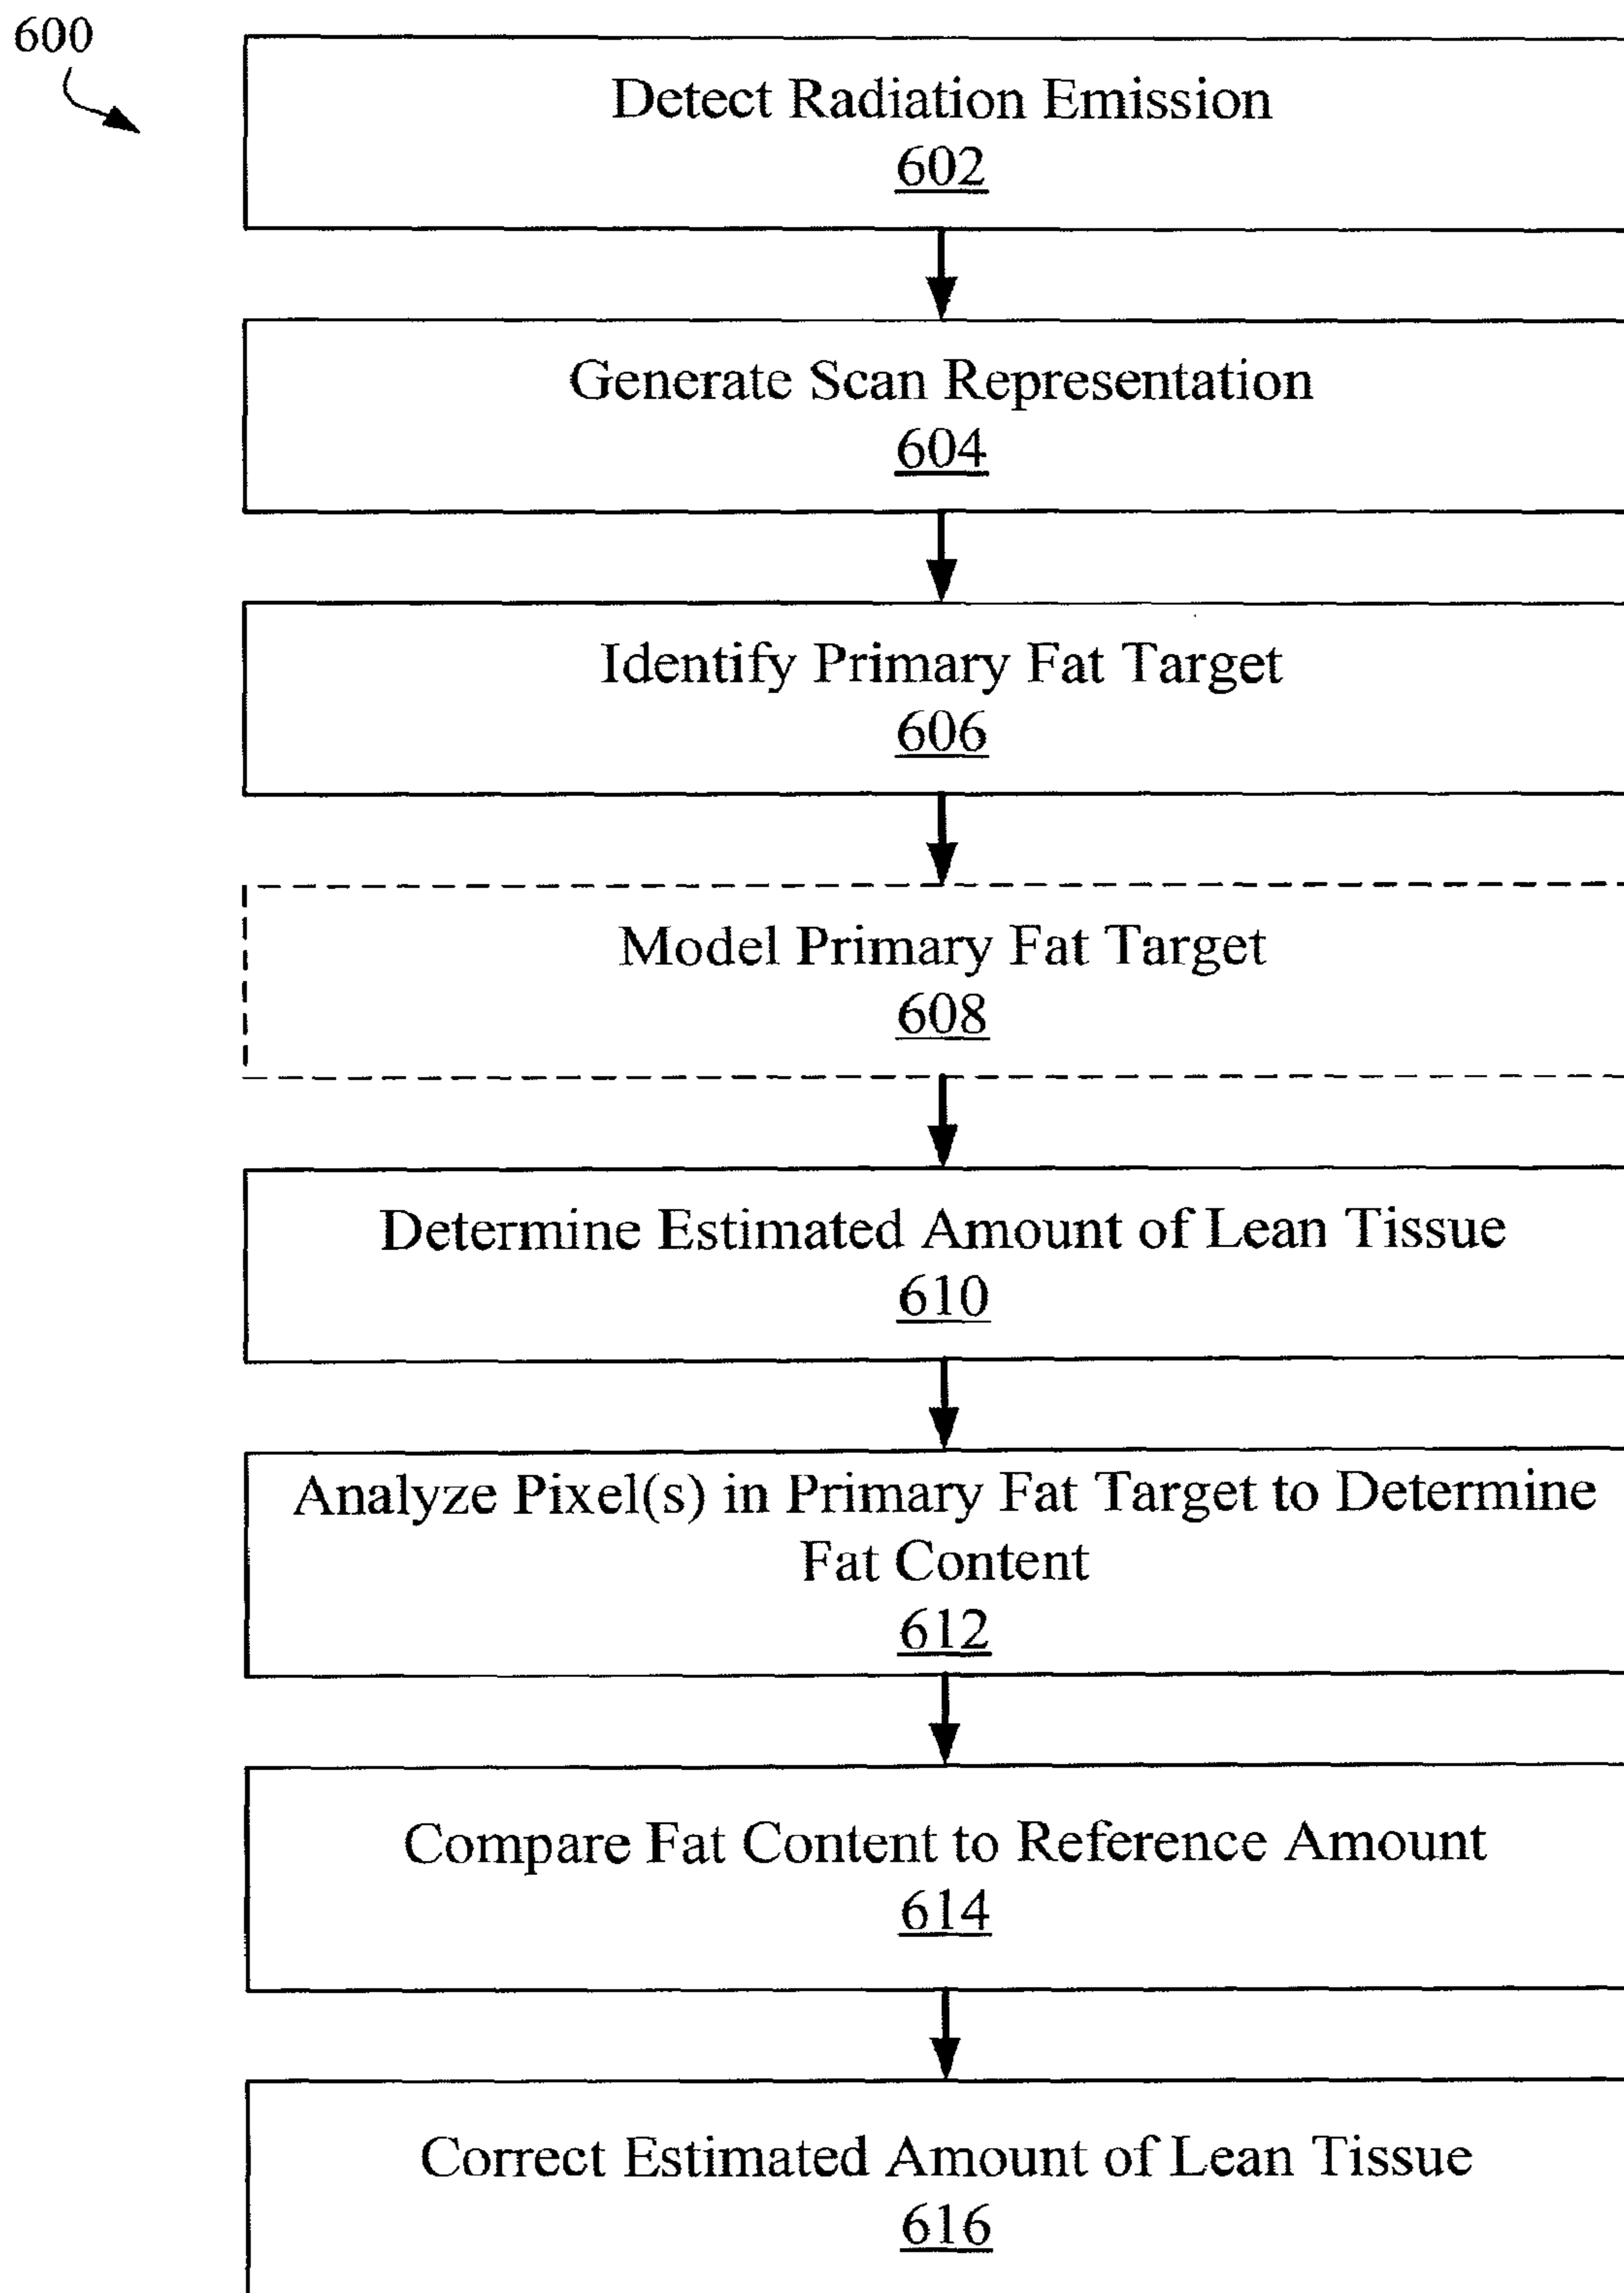 600
Detect Radiation Emission
602
Generate Scan Representation
604
Identify Primary Fat Target
606
Model Primary Fat Target
608
Determine Estimated Amount of Lean Tissue
610
Analyze Pixel(s) in Primary Fat Target to Determine
Fat Content
612
Compare Fat Content to Reference Amount
614
Correct Estimated Amount of Lean Tissue
616